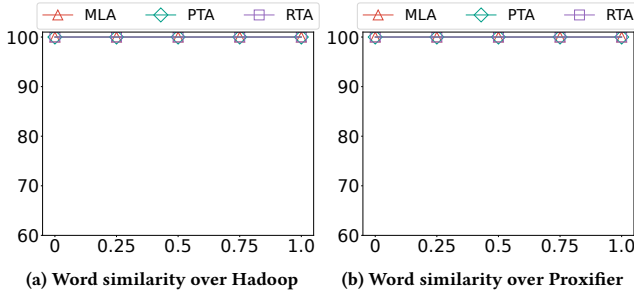 MLA PTA RTA
100
90
80
70
60
0 0.25 0.5 0.75 1.0
(a) Word similarity over Hadoop
MLA PTA RTA
100
90
80
70
60
0 0.25 0.5 0.75 1.0
(b) Word similarity over Proxifier